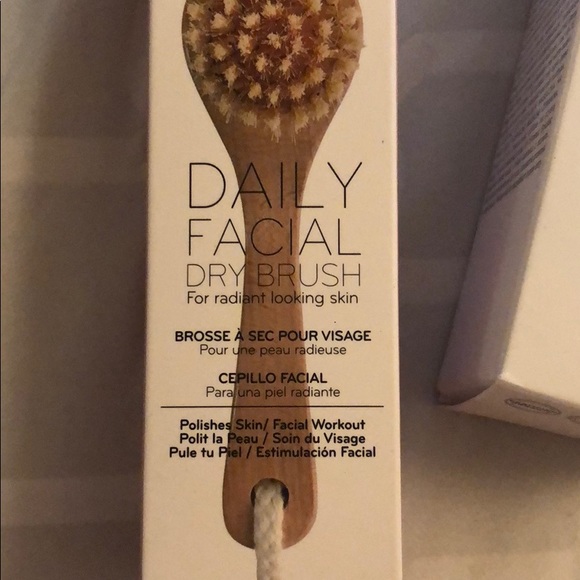 DAILY
FACIAL
DRY BRUSH
For radiant looking skin
BROSSE À SEC POUR VISAGE
Pour une peau radieuse
CEPILLO FACIAL
Para una piel radiante
Polishes Skin/ Facial Workout
Polit la Peau / Soin du Visage
Pule tu Piel / Estimulación Facial